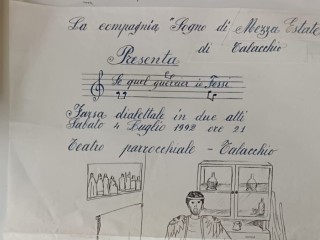 La compagnia "Sogno di Mezza Estate
di Talacchio
Presenta
Se quel guerrier io Fossi
Farsa dialettale in due atti
Sabato 4 Luglio 1992 ore 21
Teatro parrocchiale - Talacchio